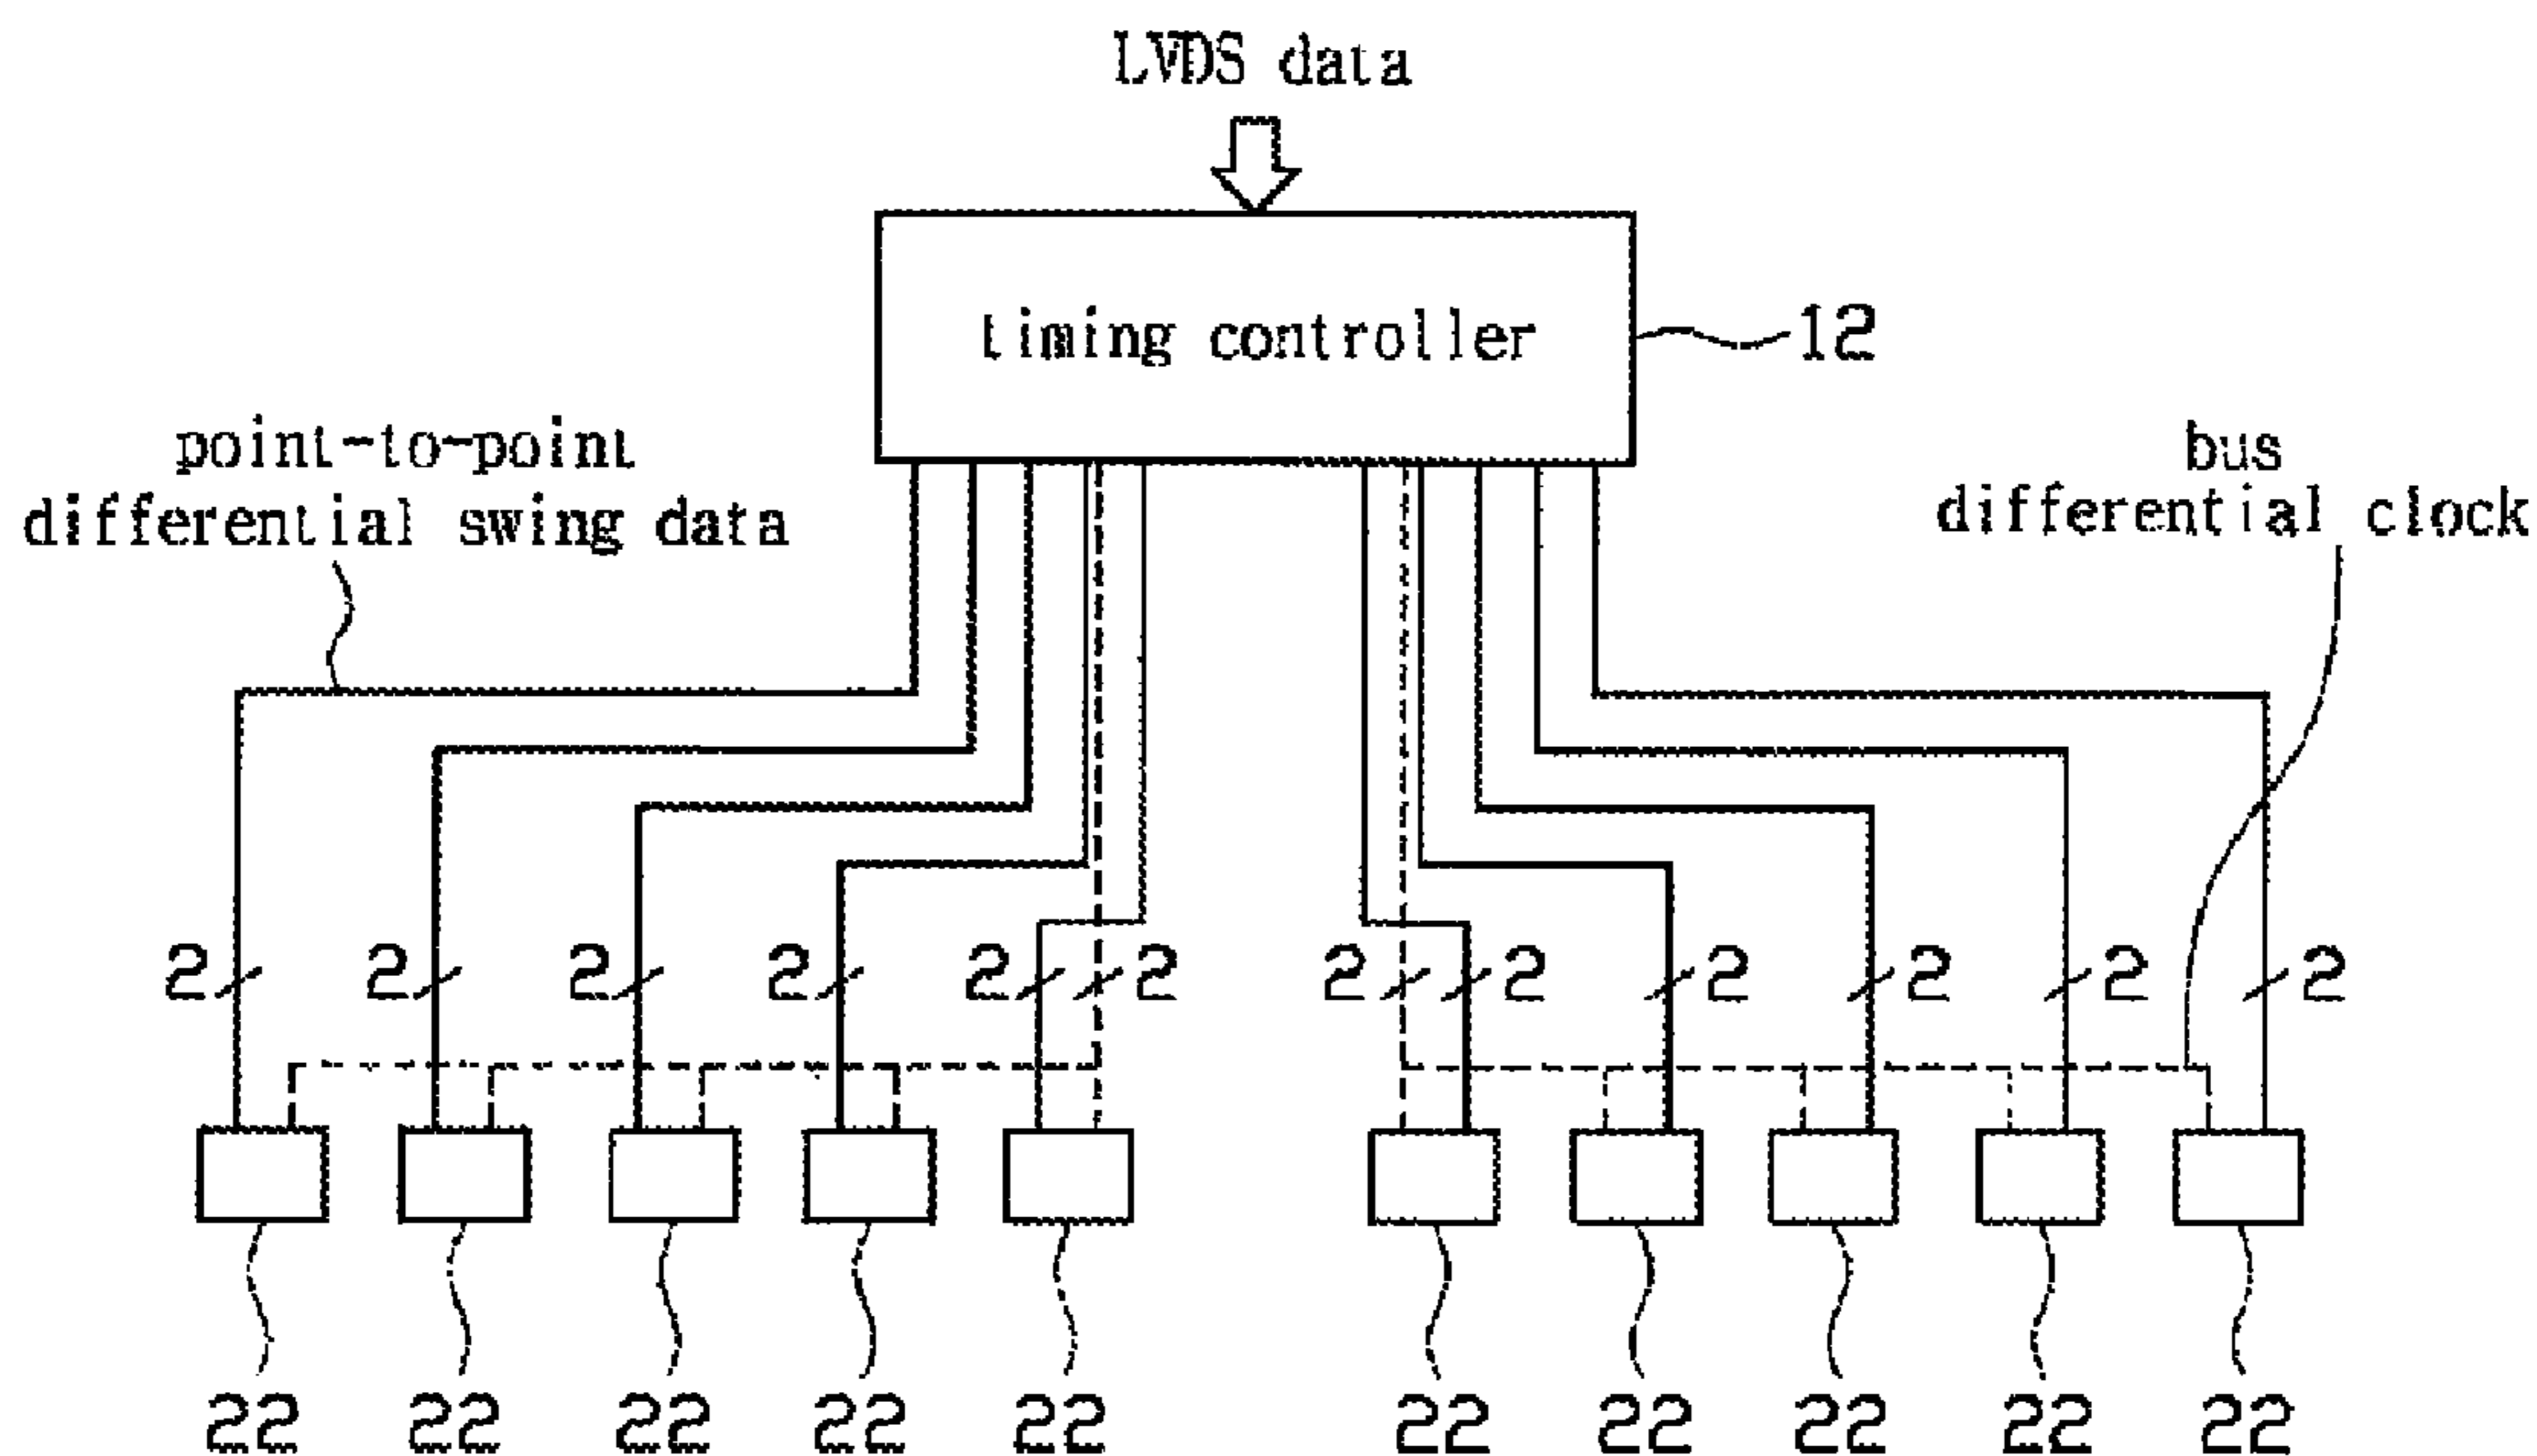 LVDS data
timing controller
12
point-to-point
differential swing data
bus
differential clock
2 2 2 2 2 2 2 2 2 2 2 2
22 22 22 22 22 22 22 22 22 22